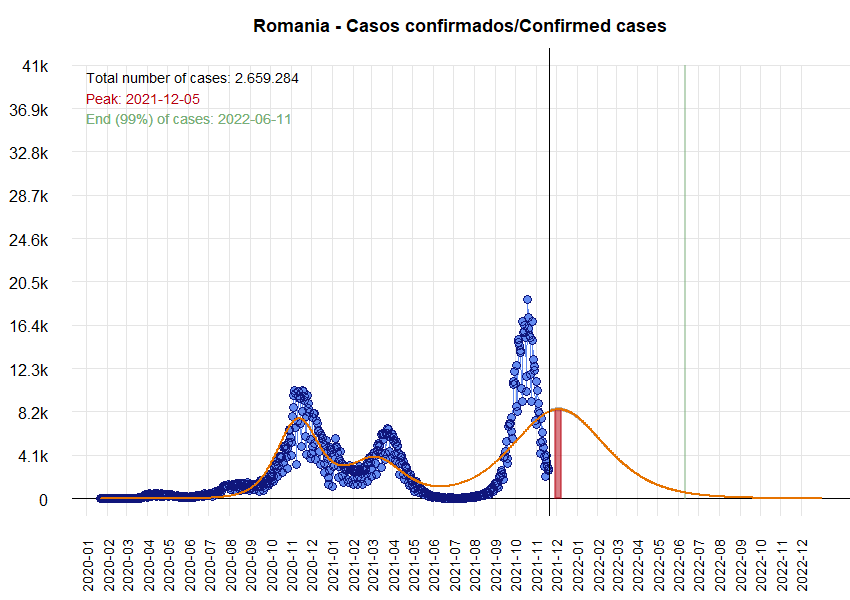 Romania - Casos confirmados/Confirmed cases
41k
36.9k
32.8k
28.7k
24.6k
20.5k
16.4k
12.3k
8.2k
4.1k
0
Total number of cases: 2.659.284
Peak: 2021-12-05
End (99%) of cases: 2022-06-11
2020-01
2020-02
2020-03
2020-04
2020-05
2020-06
2020-07
2020-08
2020-09
2020-10
2020-11
2020-12
2021-01
2021-02
2021-03
2021-04
2021-05
2021-06
2021-07
2021-08
2021-09
2021-10
2021-11
2021-12
2022-01
2022-02
2022-03
2022-04
2022-05
2022-06
2022-07
2022-08
2022-09
2022-10
2022-11
2022-12